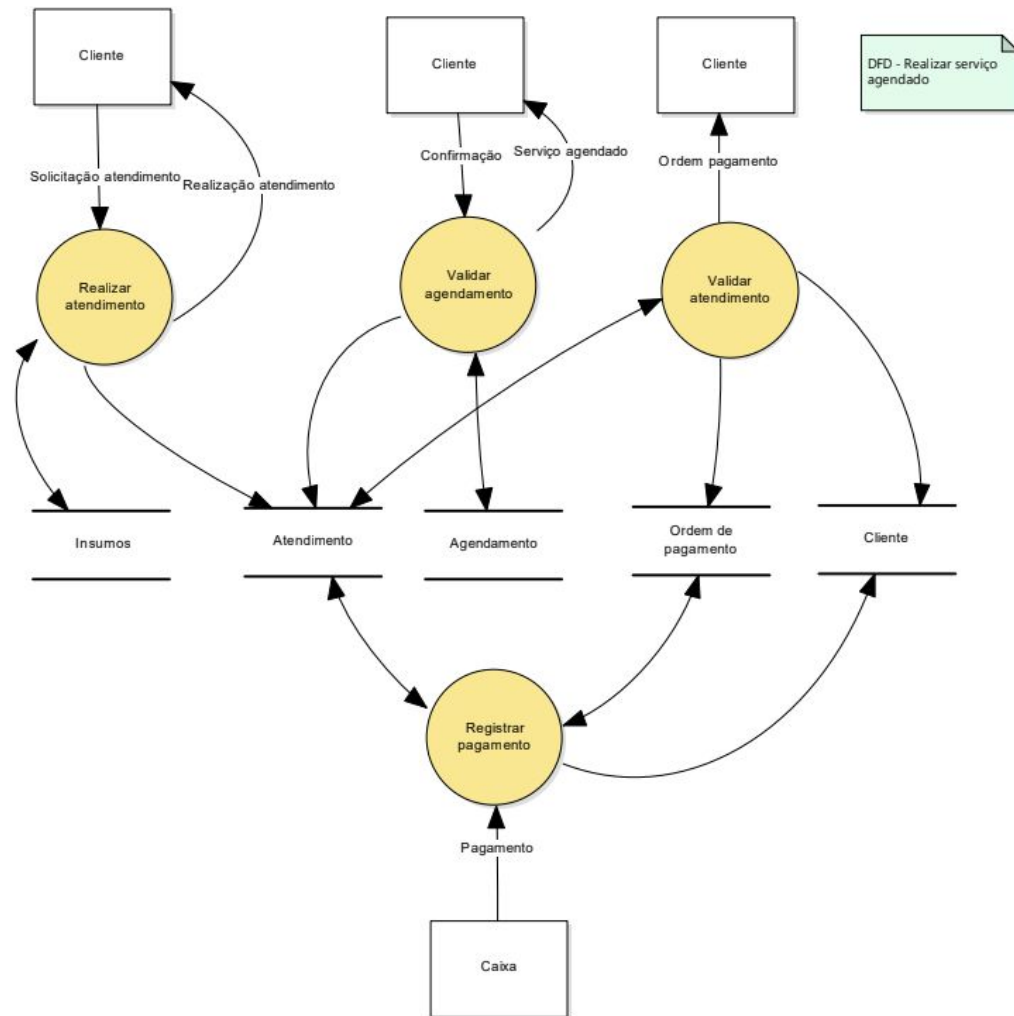 Cliente
Cliente
Cliente
DFD - Realizar serviço
agendado
Solicitação atendimento
Realização atendimento
Confirmação
Serviço agendado
Ordem pagamento
Realizar
atendimento
Validar
agendamento
Validar
atendimento
Insumos
Atendimento
Agendamento
Ordem de
pagamento
Cliente
Registrar
pagamento
Pagamento
Caixa